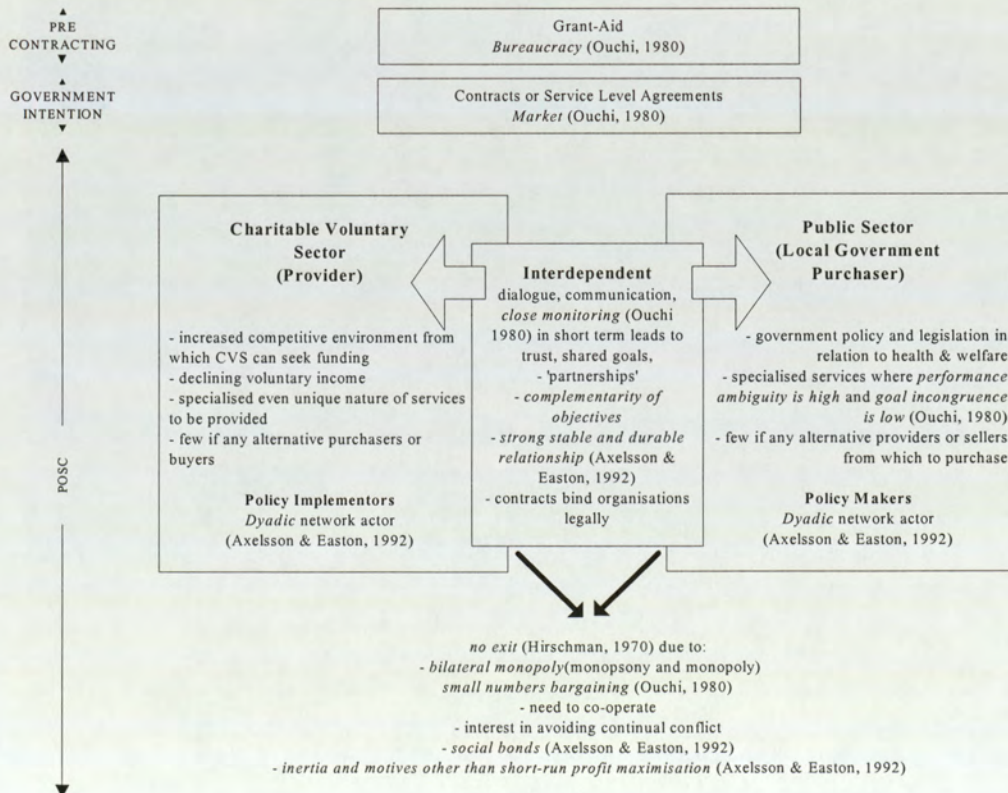 PRE
CONTRACTING
GOVERNMENT
INTENTION
POSC
Grant-Aid
Bureaucracy (Ouchi, 1980)
Contracts or Service Level Agreements
Market (Ouchi, 1980)
Charitable Voluntary
Sector
(Provider)
- increased competitive environment from
which CVS can seek funding
- declining voluntary income
- specialised even unique nature of services
to be provided
- few if any alternative purchasers or
buyers
Policy Implementors
Dyadic network actor
(Axelsson & Easton, 1992)
Interdependent
dialogue, communication,
close monitoring (Ouchi
1980) in short term leads to
trust, shared goals,
- 'partnerships'
- complementarity of
objectives
- strong stable and durable
relationship (Axelsson &
Easton, 1992)
- contracts bind organisations
legally
Public Sector
(Local Government
Purchaser)
- government policy and legislation in
relation to health & welfare
- specialised services where performance
ambiguity is high and goal incongruence
is low (Ouchi, 1980)
- few if any alternative providers or sellers
from which to purchase
Policy Makers
Dyadic network actor
(Axelsson & Easton, 1992)
no exit (Hirschman, 1970) due to:
- bilateral monopoly(monopsony and monopoly)
small numbers bargaining (Ouchi, 1980)
- need to co-operate
- interest in avoiding continual conflict
- social bonds (Axelsson & Easton, 1992)
- inertia and motives other than short-run profit maximisation (Axelsson & Easton, 1992)